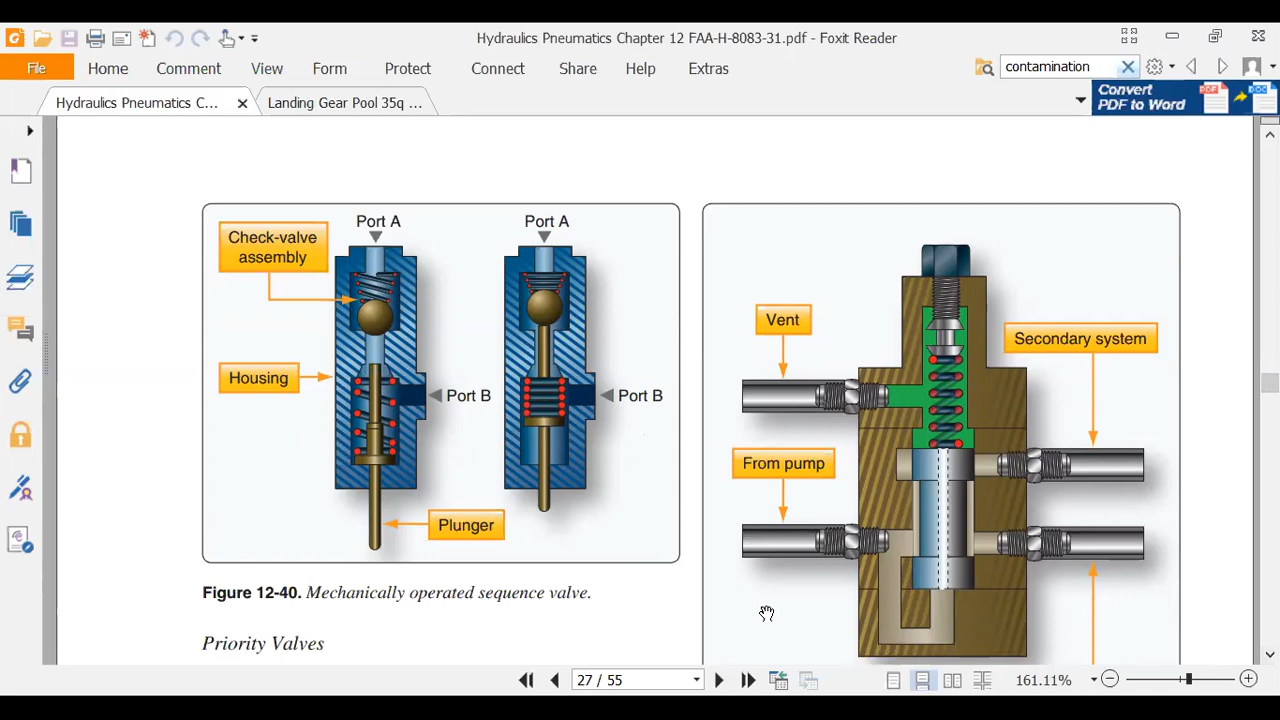 Hydraulics Pneumatics Chapter 12 FAA-H-8083-31.pdf - Foxit Reader
File Home Comment View Form Protect Connect Share Help Extras
contamination
Hydraulics Pneumatics C...
Landing Gear Pool 35q ...
Convert
PDF to Word
PDF
DOC
Port A
Port A
Check-valve
assembly
Housing
Port B
Port B
Plunger
Figure 12-40. Mechanically operated sequence valve.
Priority Valves
Vent
Secondary system
From pump
27 / 55
161.11%